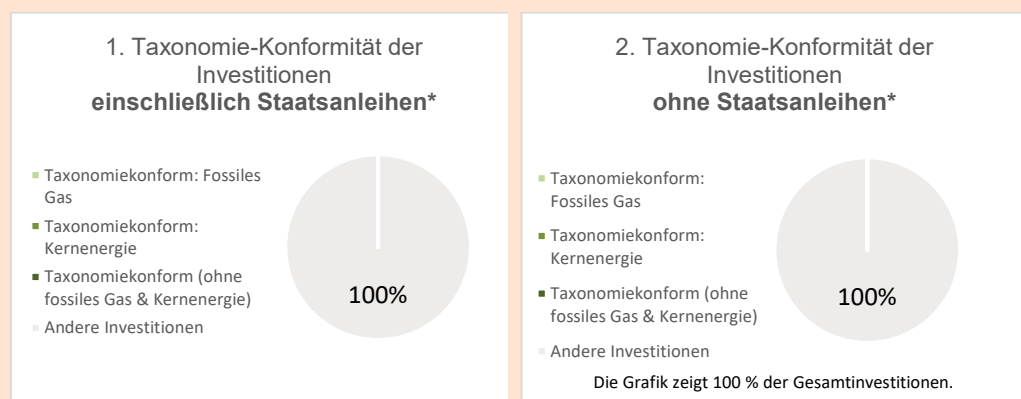 1. Taxonomie-Konformität der
Investitionen
einschließlich Staatsanleihen*
Taxonomiekonform: Fossiles
Gas
Taxonomiekonform:
Kernenergie
Taxonomiekonform (ohne
fossiles Gas & Kernenergie)
Andere Investitionen
100%
2. Taxonomie-Konformität der
Investitionen
ohne Staatsanleihen*
Taxonomiekonform:
Fossiles Gas
Taxonomiekonform:
Kernenergie
Taxonomiekonform (ohne
fossiles Gas & Kernenergie)
Andere Investitionen
100%
Die Grafik zeigt 100 % der Gesamtinvestitionen.